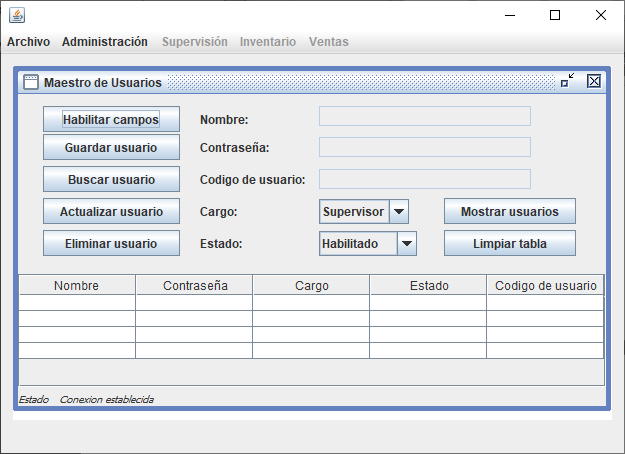 Archivo Administración Supervisión Inventario Ventas
Maestro de Usuarios
Habilitar campos Nombre:
Guardar usuario Contraseña:
Buscar usuario Codigo de usuario:
Actualizar usuario Cargo: Supervisor Mostrar usuarios
Eliminar usuario Estado: Habilitado Limpiar tabla
Nombre Contraseña Cargo Estado Codigo de usuario
Estado Conexion establecida